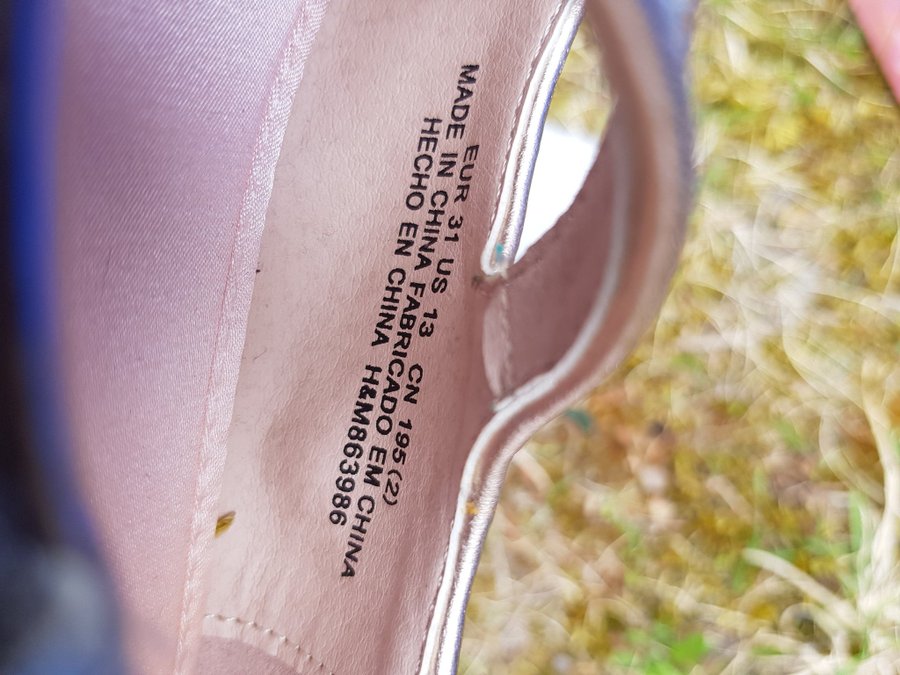 EUR 31 US 13 CN 195(2)
MADE IN CHINA FABRICADO EM CHINA
HECHO EN CHINA H&M863986